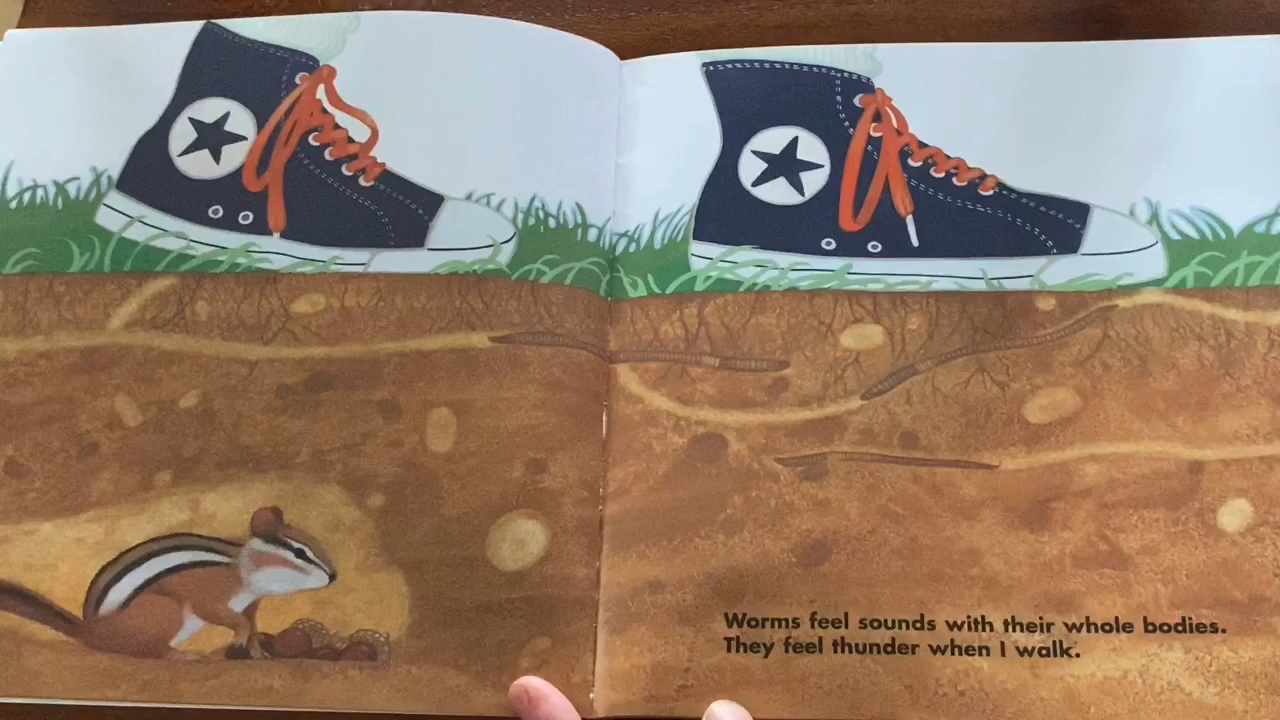 Worms feel sounds with their whole bodies.
They feel thunder when I walk.